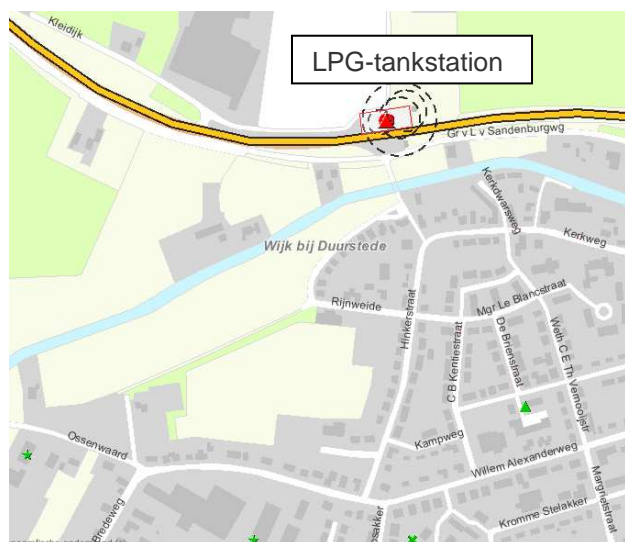 Kleidijk
LPG-tankstation
Gr v L v Sandenburgwg
Kerkdwarsweg
Kerkweg
Wijk bij Duurstede
Rijnweide
Mgr Le Blancstraat
Hinkerstraat
C B Kentiestraat
De Brienstraat
Weth C E Th Vernooijstr
Kampweg
Ossenwaard
Willem Alexanderweg
Bredeweg
Margrietstraat
Kromme Stelakker